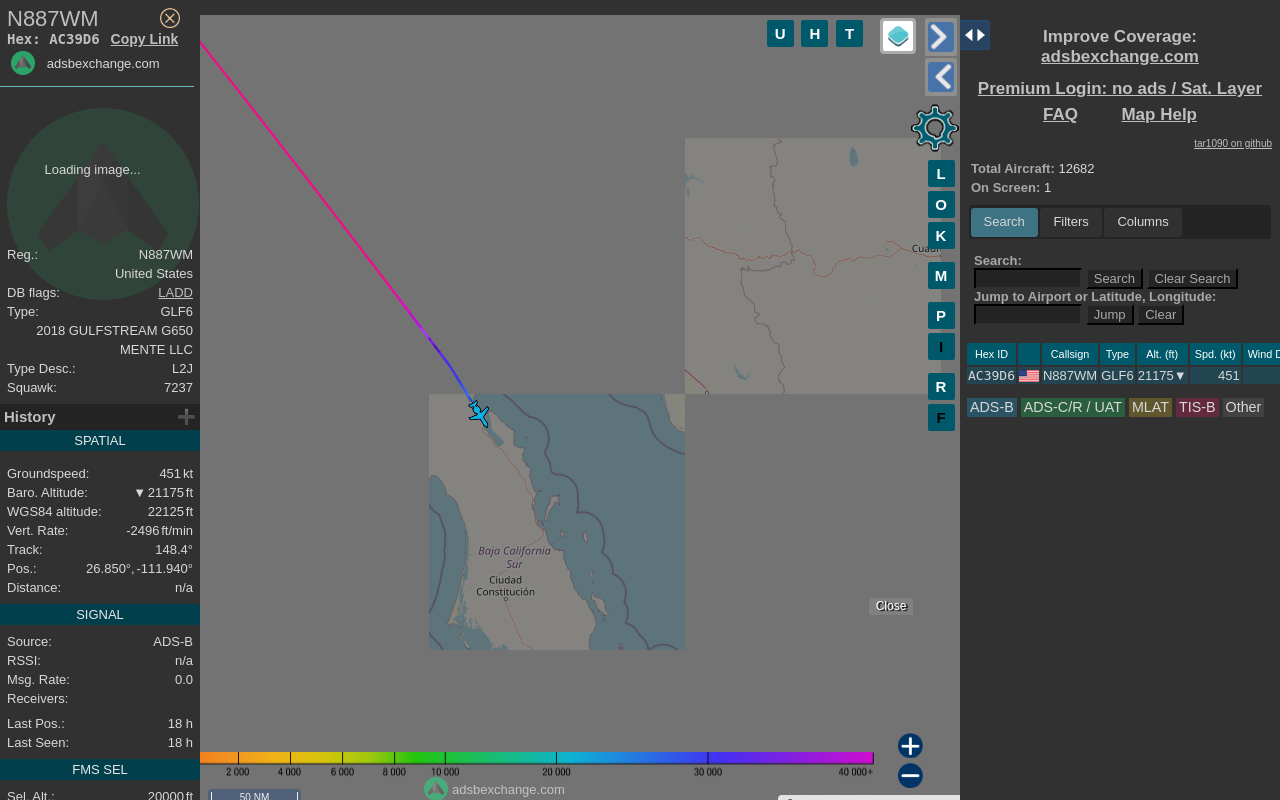 N887WM
Hex: AC39D6 Copy Link
adsbexchange.com
Loading image...
Reg.: N887WM
United States
DB flags: LADD
Type: GLF6
2018 GULFSTREAM G650
MENTE LLC
Type Desc.: L2J
Squawk: 7237
History
SPATIAL
Groundspeed: 451 kt
Baro. Altitude: ▼ 21175 ft
WGS84 altitude: 22125 ft
Vert. Rate: -2496 ft/min
Track: 148.4°
Pos.: 26.850°, -111.940°
Distance: n/a
SIGNAL
Source: ADS-B
RSSI: n/a
Msg. Rate: 0.0
Receivers:
Last Pos.: 18 h
Last Seen: 18 h
FMS SEL
Sel. Alt.: 20000 ft
U H T
L
O
K
M
P
I
R
F
Baja California
Sur
Ciudad
Constitución
Close
2 000 4 000 6 000 8 000 10 000 20 000 30 000 40 000+
50 NM
adsbexchange.com
Improve Coverage:
adsbexchange.com
Premium Login: no ads / Sat. Layer
FAQ Map Help
tar1090 on github
Total Aircraft: 12682
On Screen: 1
Search Filters Columns
Search:
Search Clear Search
Jump to Airport or Latitude, Longitude:
Jump Clear
Hex ID Callsign Type Alt. (ft) Spd. (kt) Wind D
AC39D6 N887WM GLF6 21175▼ 451
ADS-B ADS-C/R / UAT MLAT TIS-B Other